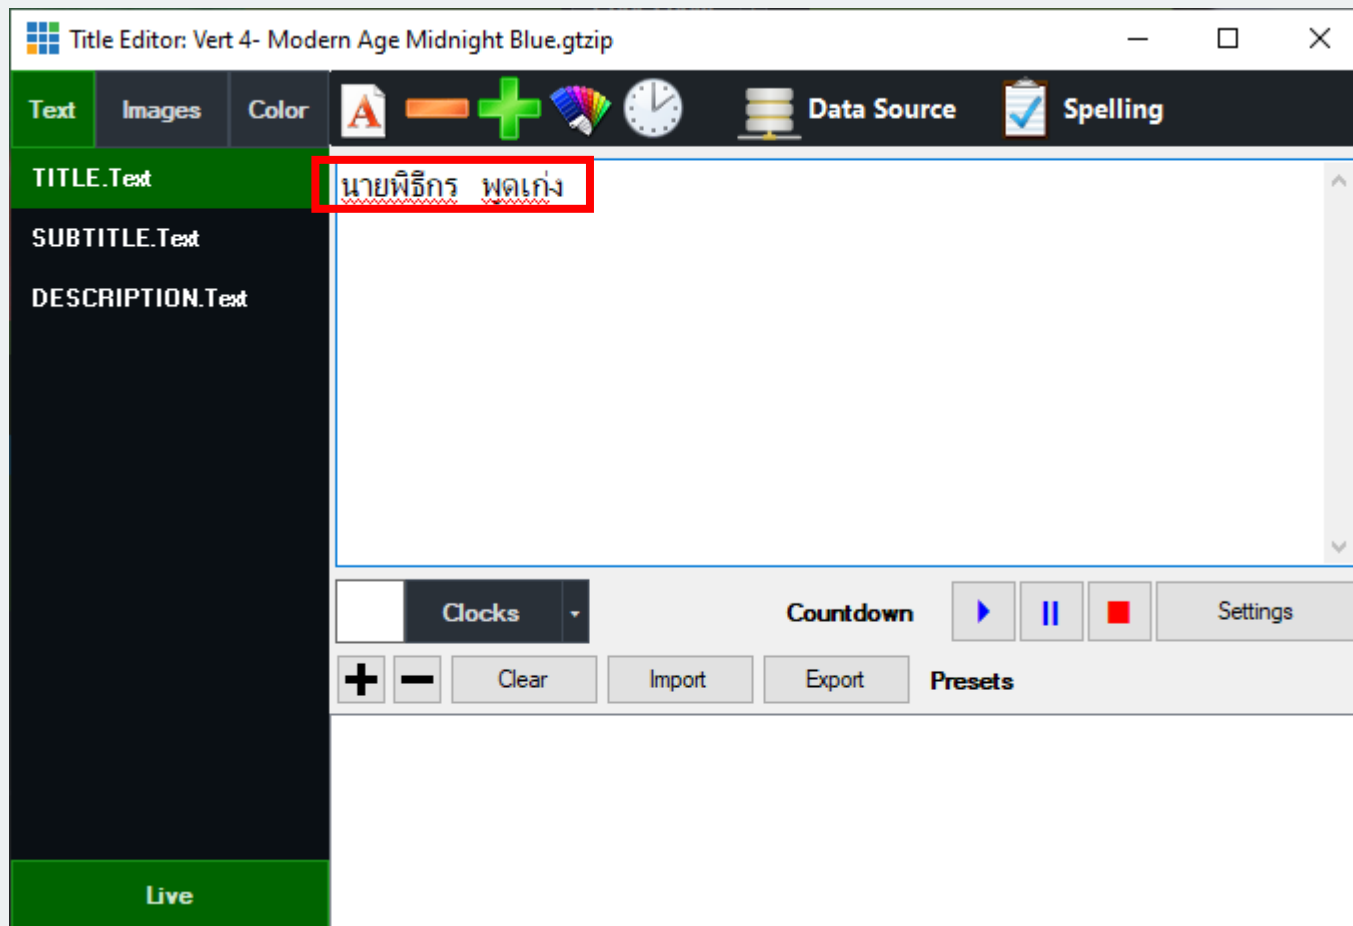 Title Editor: Vert 4- Modern Age Midnight Blue.gtzip
Text Images Color Data Source Spelling
TITLE.Text
นายพิธีกร พูดเก่ง
SUBTITLE.Text
DESCRIPTION.Text
Clocks Countdown Settings
Clear Import Export Presets
Live